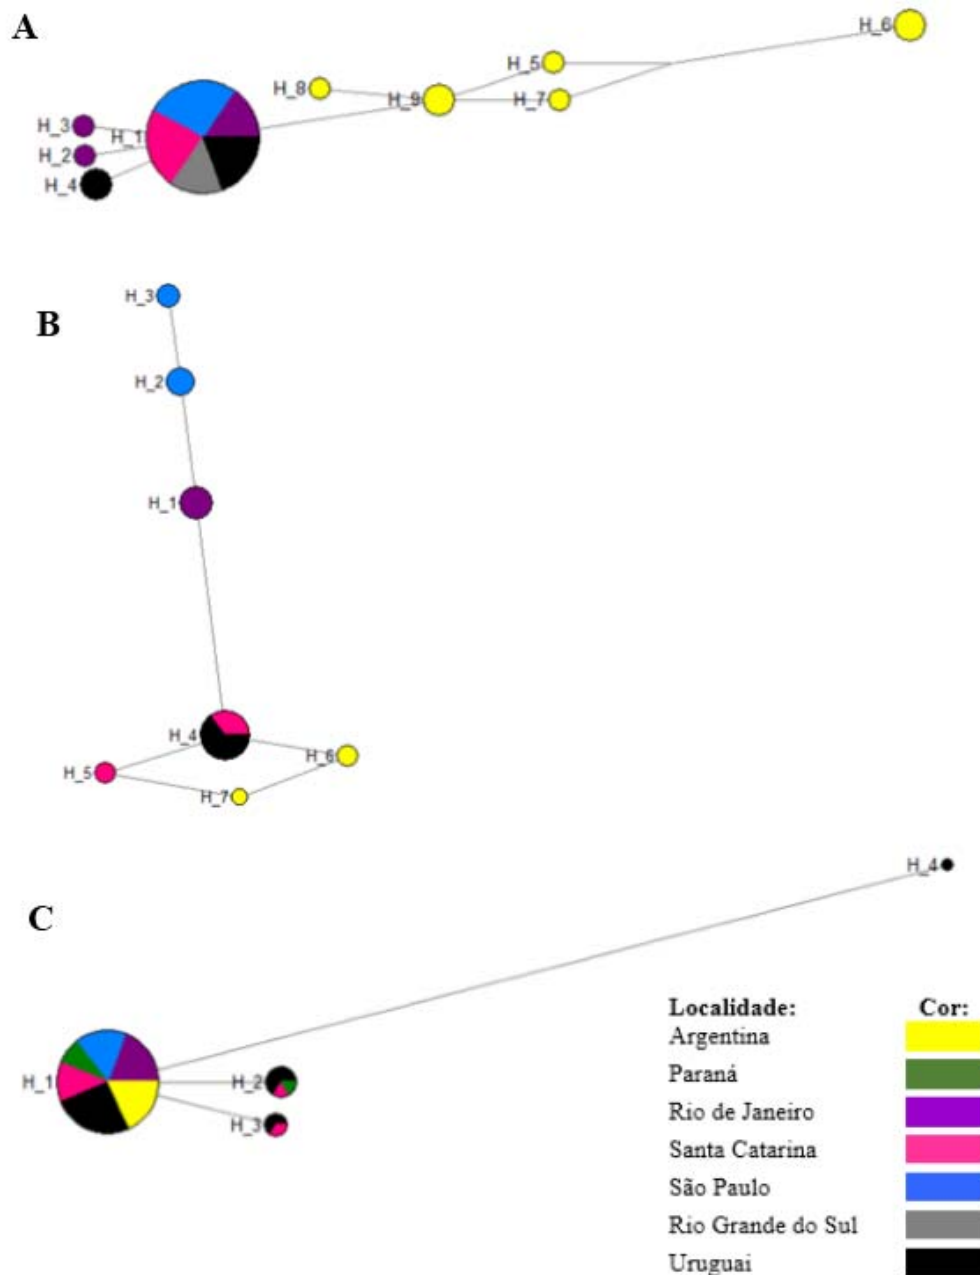 A
H_6
H_5
H_8
H_9
H_7
H_3
H_1
H_2
H_4
H_3
B
H_2
H_1
H_4
H_6
H_5
H_7
H_4
C
H_1
H_2
H_3
Localidade: Cor:
Argentina
Paraná
Rio de Janeiro
Santa Catarina
São Paulo
Rio Grande do Sul
Uruguai